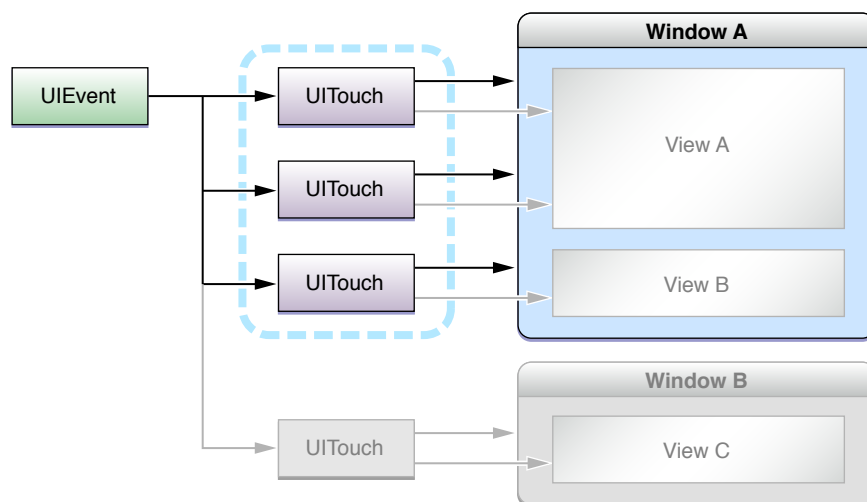 Window A
UIEvent
UITouch
View A
UITouch
UITouch
View B
Window B
UITouch
View C